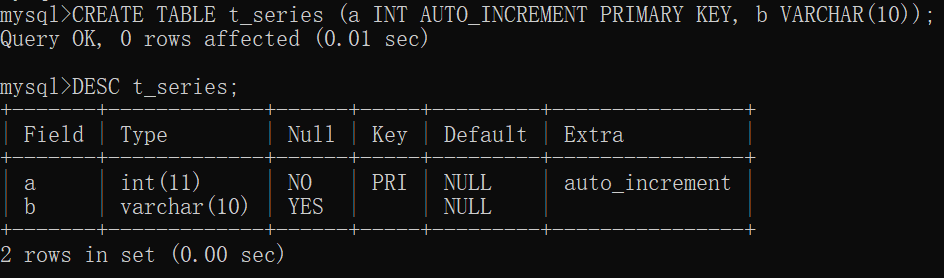 mysql>CREATE TABLE t_series (a INT AUTO_INCREMENT PRIMARY KEY, b VARCHAR(10));
Query OK, 0 rows affected (0.01 sec)
mysql>DESC t_series;
+-------+-------------+------+-----+---------+----------------+
| Field | Type        | Null | Key | Default | Extra          |
+-------+-------------+------+-----+---------+----------------+
| a     | int(11)     | NO   | PRI | NULL    | auto_increment |
| b     | varchar(10) | YES  |     | NULL    |                |
+-------+-------------+------+-----+---------+----------------+
2 rows in set (0.00 sec)